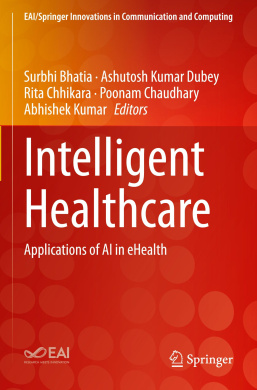 EAI/Springer Innovations in Communication and Computing
Surbhi Bhatia · Ashutosh Kumar Dubey
Rita Chhikara · Poonam Chaudhary
Abhishek Kumar Editors
Intelligent
Healthcare
Applications of AI in eHealth
EAI
Springer